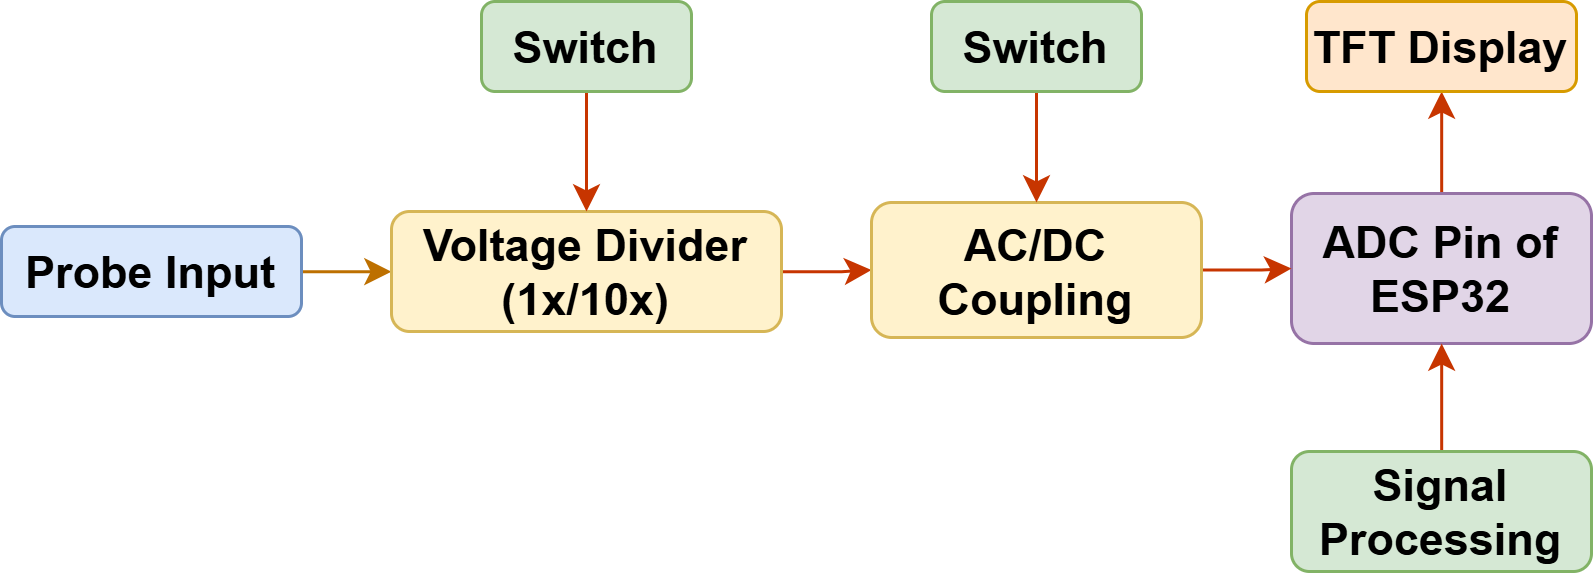 Switch
Switch
TFT Display
Probe Input
Voltage Divider
(1x/10x)
AC/DC
Coupling
ADC Pin of
ESP32
Signal
Processing